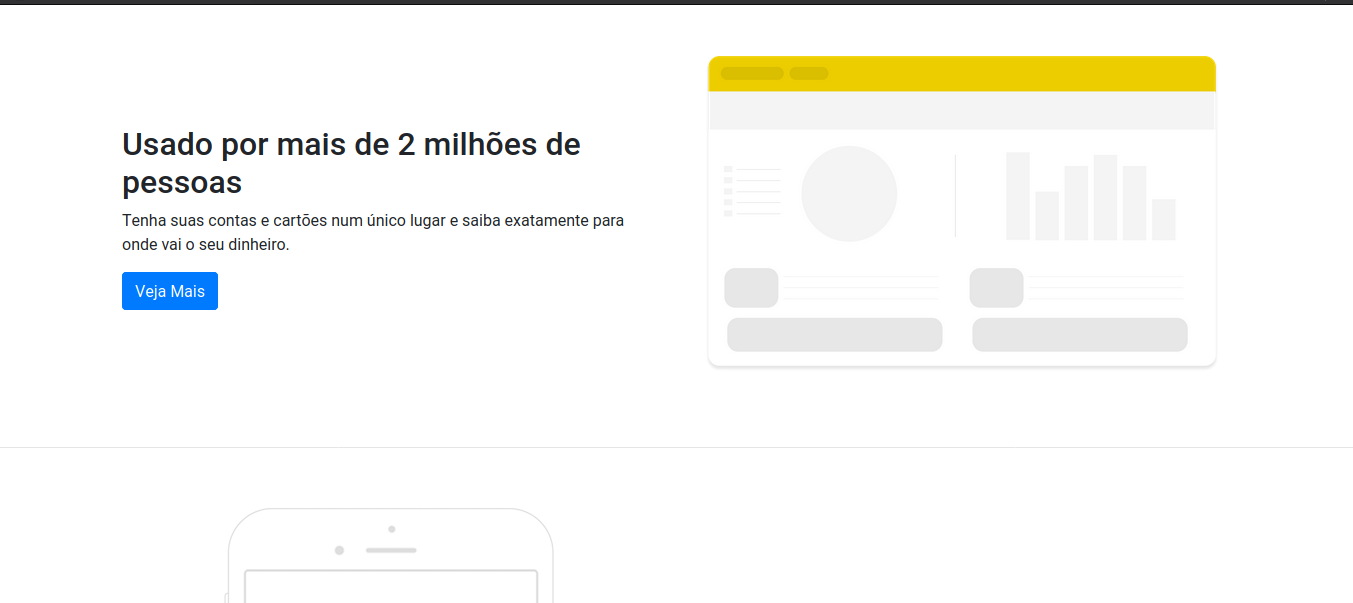 Usado por mais de 2 milhões de
pessoas
Tenha suas contas e cartões num único lugar e saiba exatamente para
onde vai o seu dinheiro.
Veja Mais